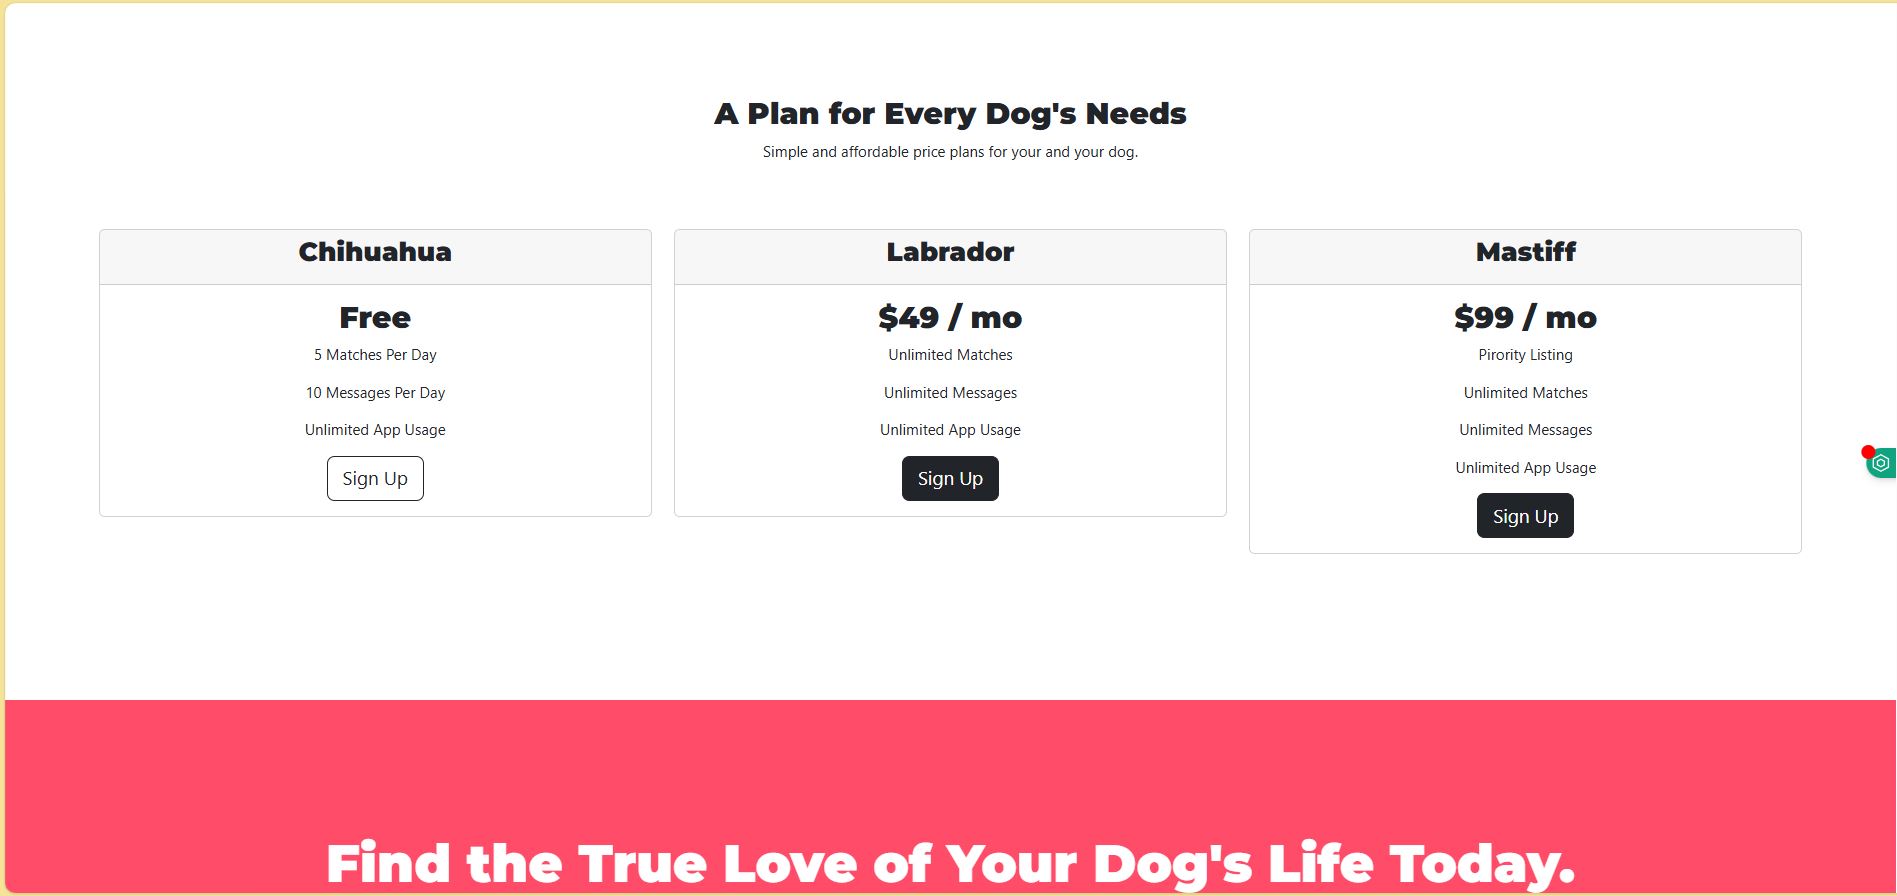 A Plan for Every Dog's Needs
Simple and affordable price plans for your and your dog.
Chihuahua
Free
5 Matches Per Day
10 Messages Per Day
Unlimited App Usage
Sign Up
Labrador
$49 / mo
Unlimited Matches
Unlimited Messages
Unlimited App Usage
Sign Up
Mastiff
$99 / mo
Pirority Listing
Unlimited Matches
Unlimited Messages
Unlimited App Usage
Sign Up
Find the True Love of Your Dog's Life Today.